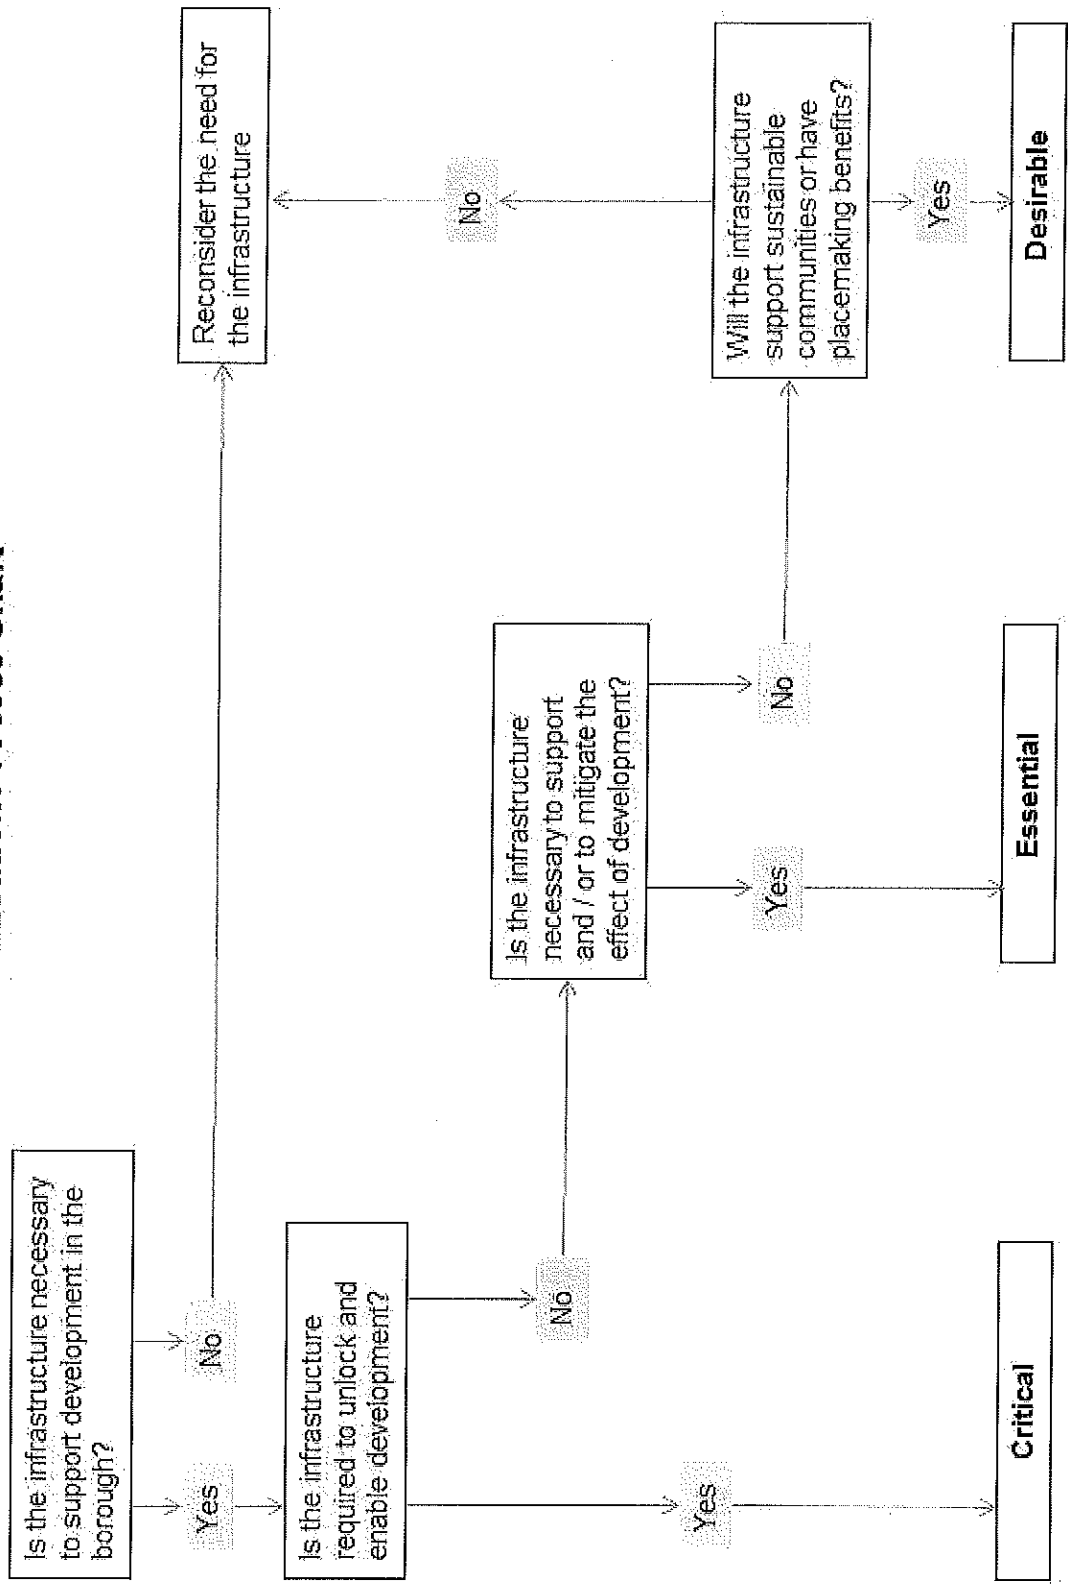 Is the infrastructure necessary
to support development in the
borough?
Yes
No
Reconsider the need for
the infrastructure
Is the infrastructure
required to unlock and
enable development?
Yes
No
Is the infrastructure
necessary to support
and / or to mitigate the
effect of development?
Yes
No
Will the infrastructure
support sustainable
communities or have
placemaking benefits?
No
Yes
Critical
Essential
Desirable